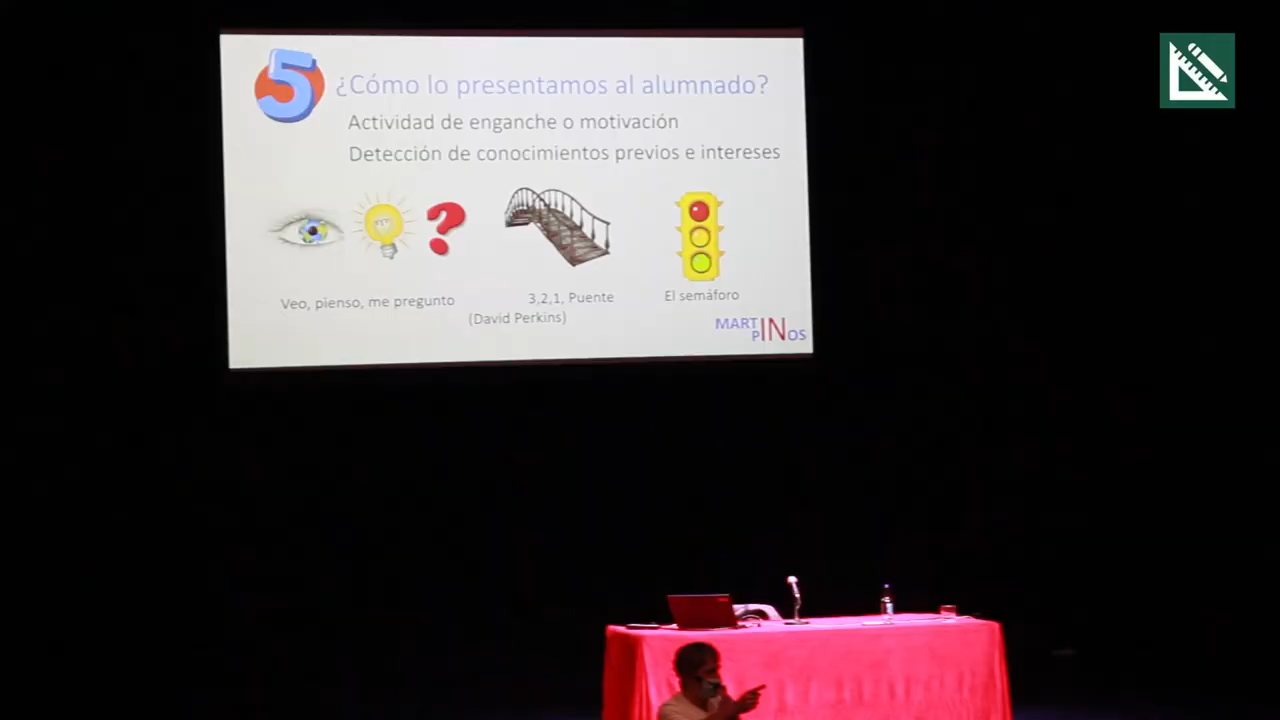 5 ¿Cómo lo presentamos al alumnado?
Actividad de enganche o motivación
Detección de conocimientos previos e intereses
Veo, pienso, me pregunto
3,2,1, Puente
(David Perkins)
El semáforo
MARTINOS
PINOS